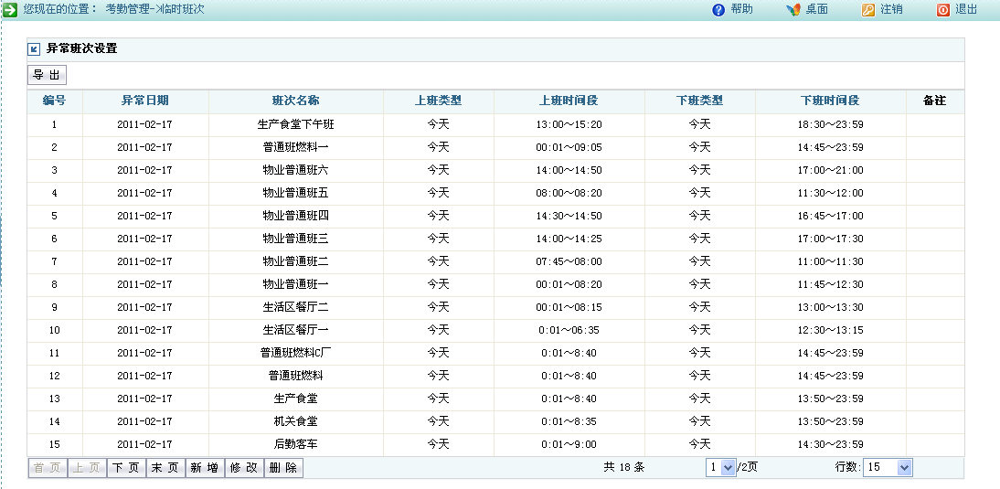 您现在的位置： 考勤管理->临时班次 帮助 桌面 注销 退出
异常班次设置
导 出
编号 异常日期 班次名称 上班类型 上班时间段 下班类型 下班时间段 备注
1 2011-02-17 生产食堂下午班 今天 13:00～15:20 今天 18:30～23:59
2 2011-02-17 普通班燃料一 今天 00:01～09:05 今天 14:45～23:59
3 2011-02-17 物业普通班六 今天 14:00～14:50 今天 17:00～21:00
4 2011-02-17 物业普通班五 今天 08:00～08:20 今天 11:30～12:00
5 2011-02-17 物业普通班四 今天 14:30～14:50 今天 16:45～17:00
6 2011-02-17 物业普通班三 今天 14:00～14:25 今天 17:00～17:30
7 2011-02-17 物业普通班二 今天 07:45～08:00 今天 11:00～11:30
8 2011-02-17 物业普通班一 今天 00:01～08:20 今天 11:45～12:30
9 2011-02-17 生活区餐厅二 今天 00:01～08:15 今天 13:00～13:30
10 2011-02-17 生活区餐厅一 今天 0:01～06:35 今天 12:30～13:15
11 2011-02-17 普通班燃料C厂 今天 0:01～8:40 今天 14:45～23:59
12 2011-02-17 普通班燃料 今天 0:01～8:40 今天 14:45～23:59
13 2011-02-17 生产食堂 今天 0:01～8:40 今天 13:50～23:59
14 2011-02-17 机关食堂 今天 0:01～8:35 今天 13:50～23:59
15 2011-02-17 后勤客车 今天 0:01～9:00 今天 14:30～23:59
首 页 上 页 下 页 末 页 新 增 修 改 删 除 共 18 条 1 /2页 行数: 15